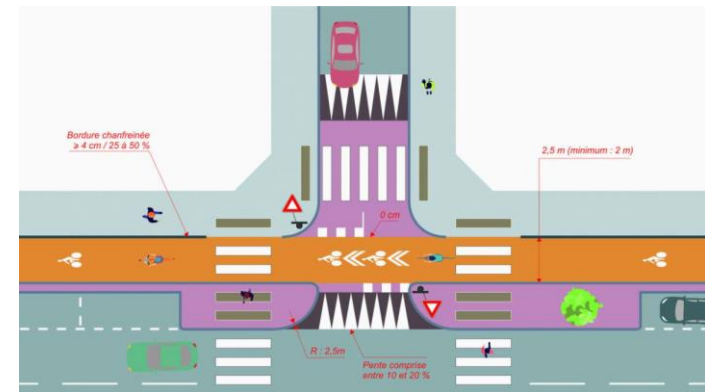 Bordure chanfreinée
⩾ 4 cm / 25 à 50 %
2,5 m (minimum : 2 m)
0 cm
R : 2,5m
Pente comprise
entre 10 et 20 %